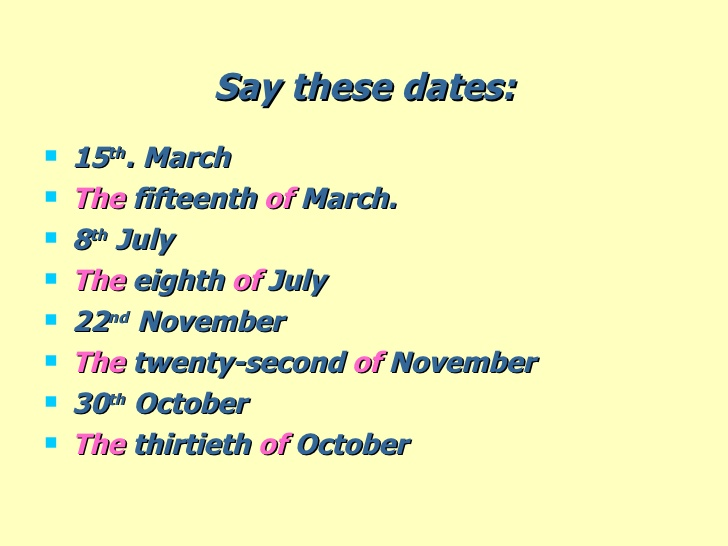 Say these dates:
15th. March
The fifteenth of March.
8th July
The eighth of July
22nd November
The twenty-second of November
30th October
The thirtieth of October